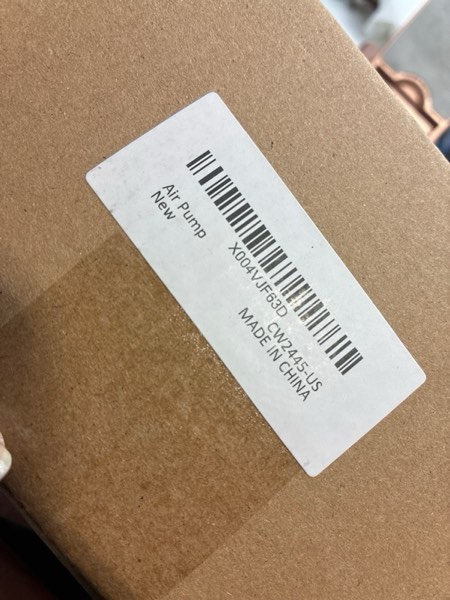 X004VJF63D CW2445-US
Air Pump
New
MADE IN CHINA